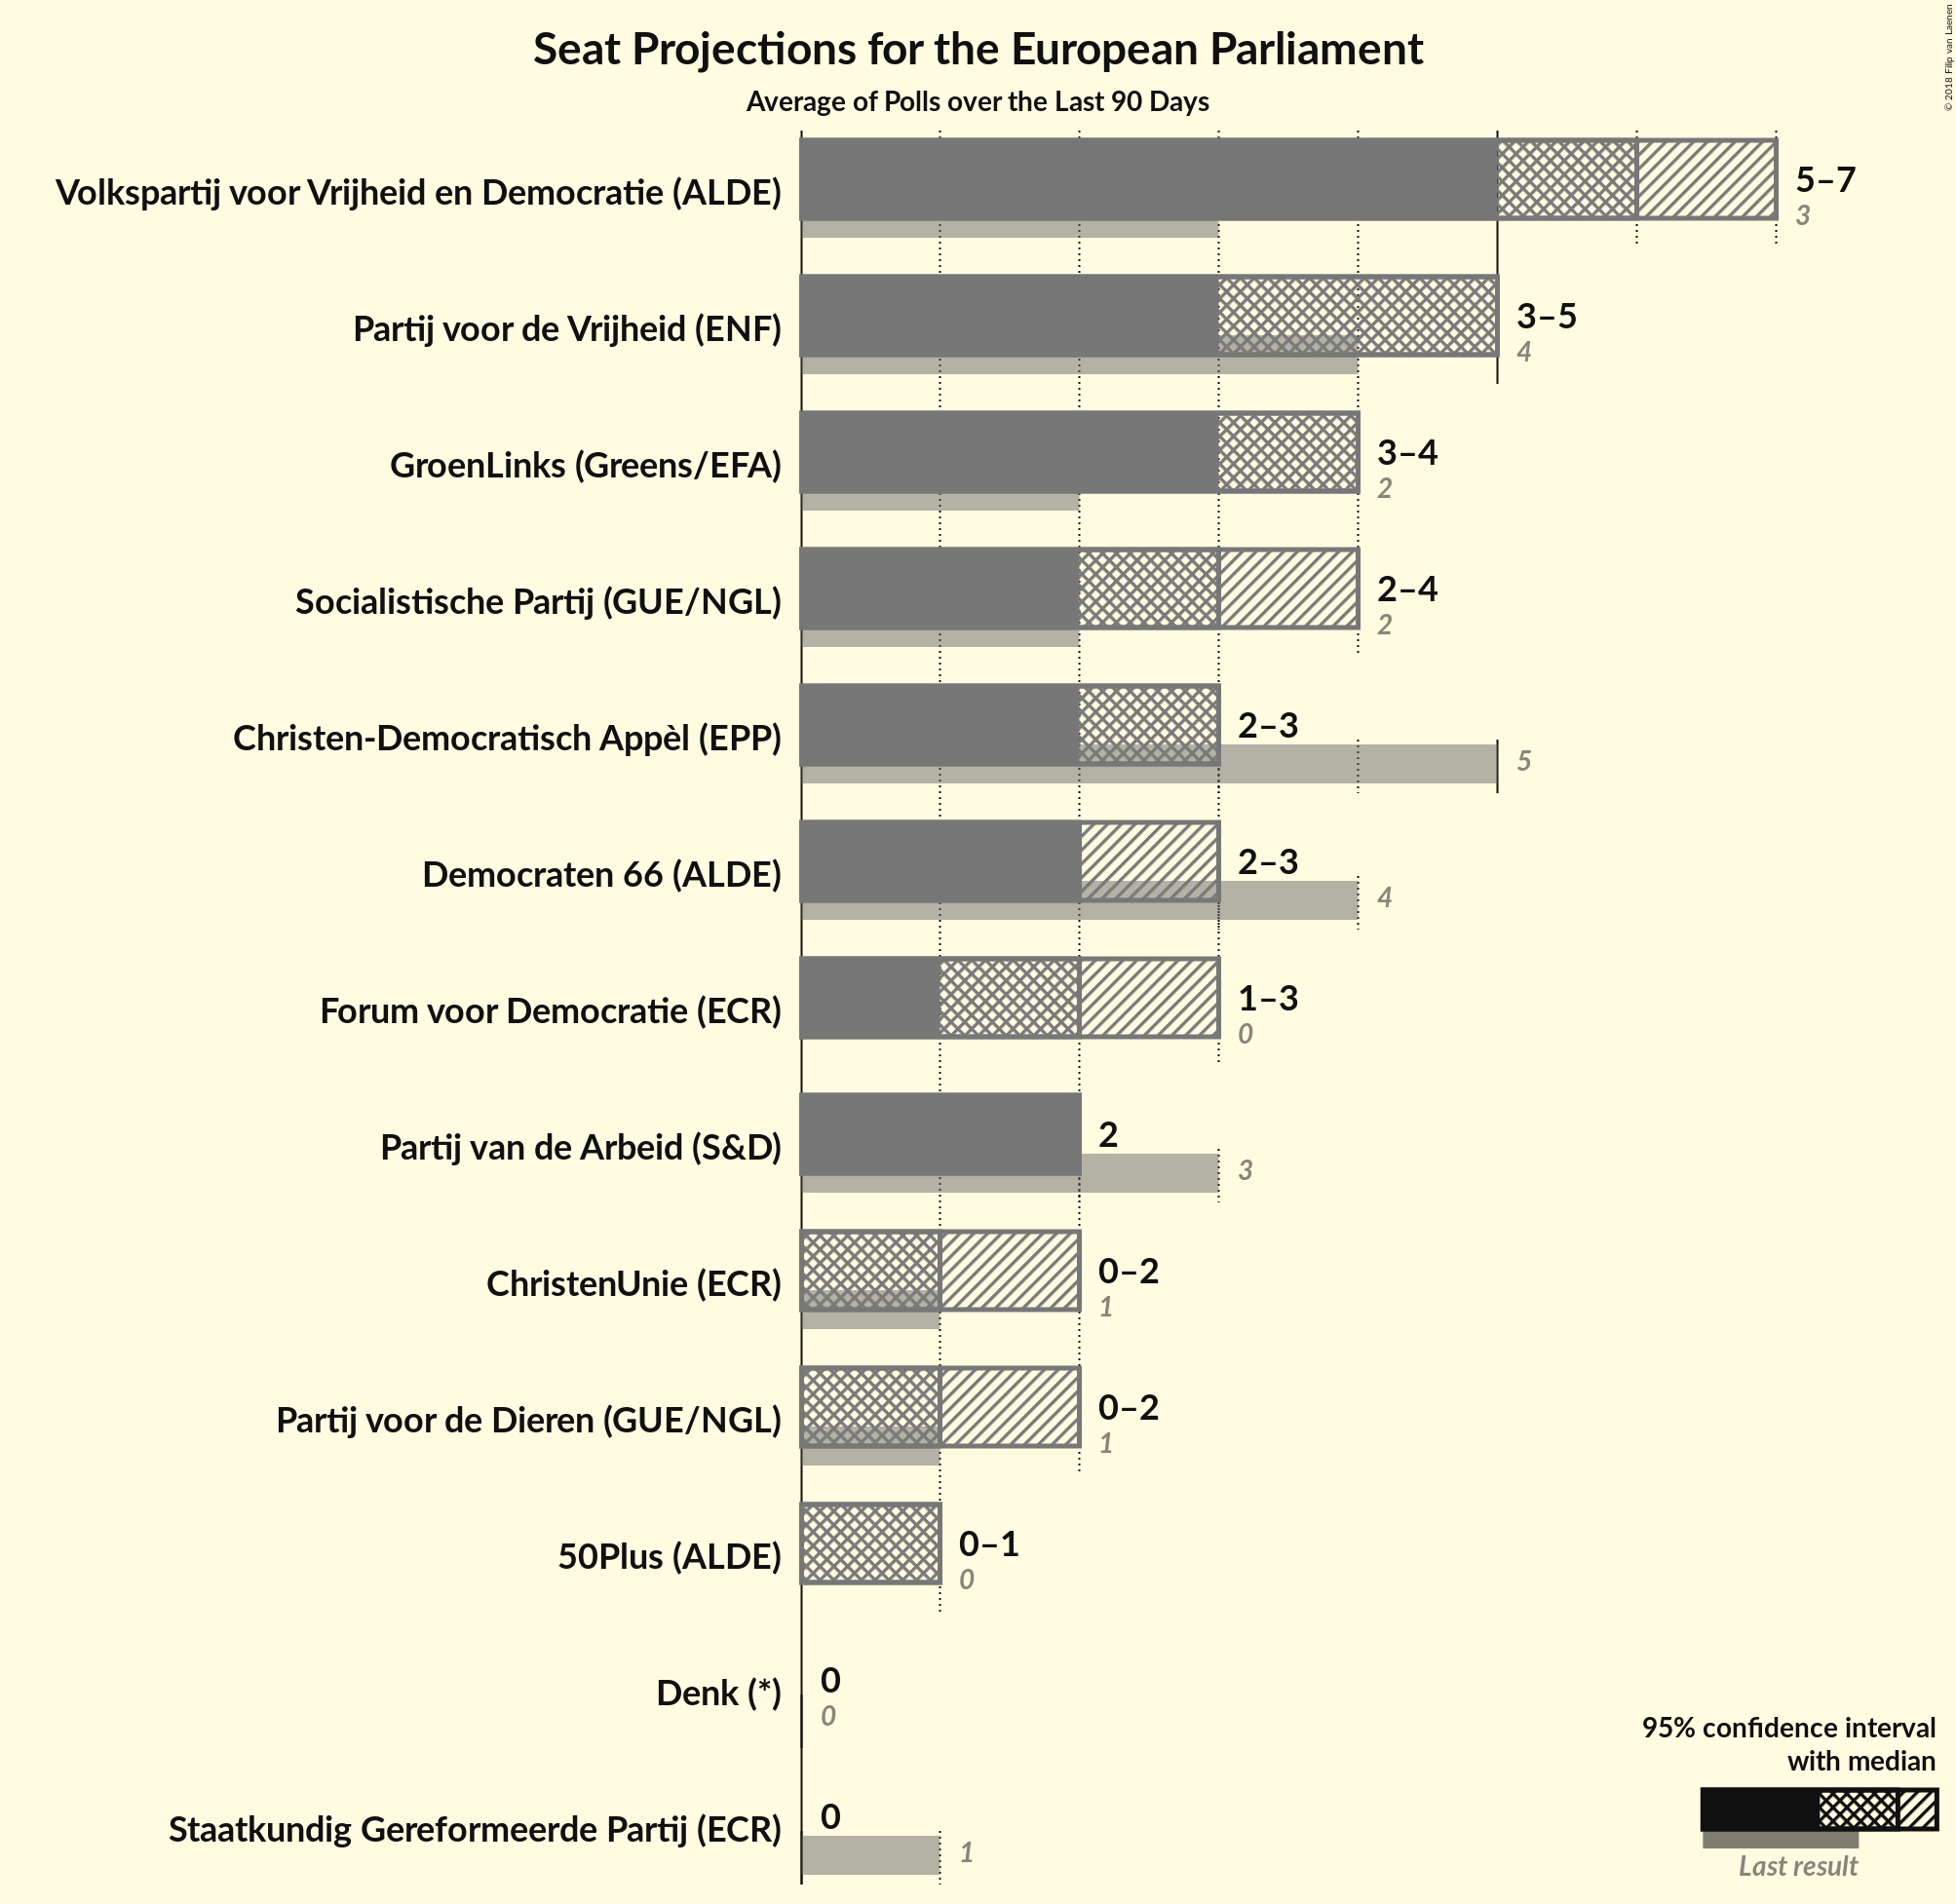 Seat Projections for the European Parliament
Average of Polls over the Last 90 Days
© 2018 Filip van Laenen
Volkspartij voor Vrijheid en Democratie (ALDE)
5–7
3
Partij voor de Vrijheid (ENF)
3–5
4
GroenLinks (Greens/EFA)
3–4
2
Socialistische Partij (GUE/NGL)
2–4
2
Christen-Democratisch Appèl (EPP)
2–3
5
Democraten 66 (ALDE)
2–3
4
Forum voor Democratie (ECR)
1–3
0
Partij van de Arbeid (S&D)
2
3
ChristenUnie (ECR)
0–2
1
Partij voor de Dieren (GUE/NGL)
0–2
1
50Plus (ALDE)
0–1
0
Denk (*)
0
0
Staatkundig Gereformeerde Partij (ECR)
0
1
95% confidence interval
with median
Last result